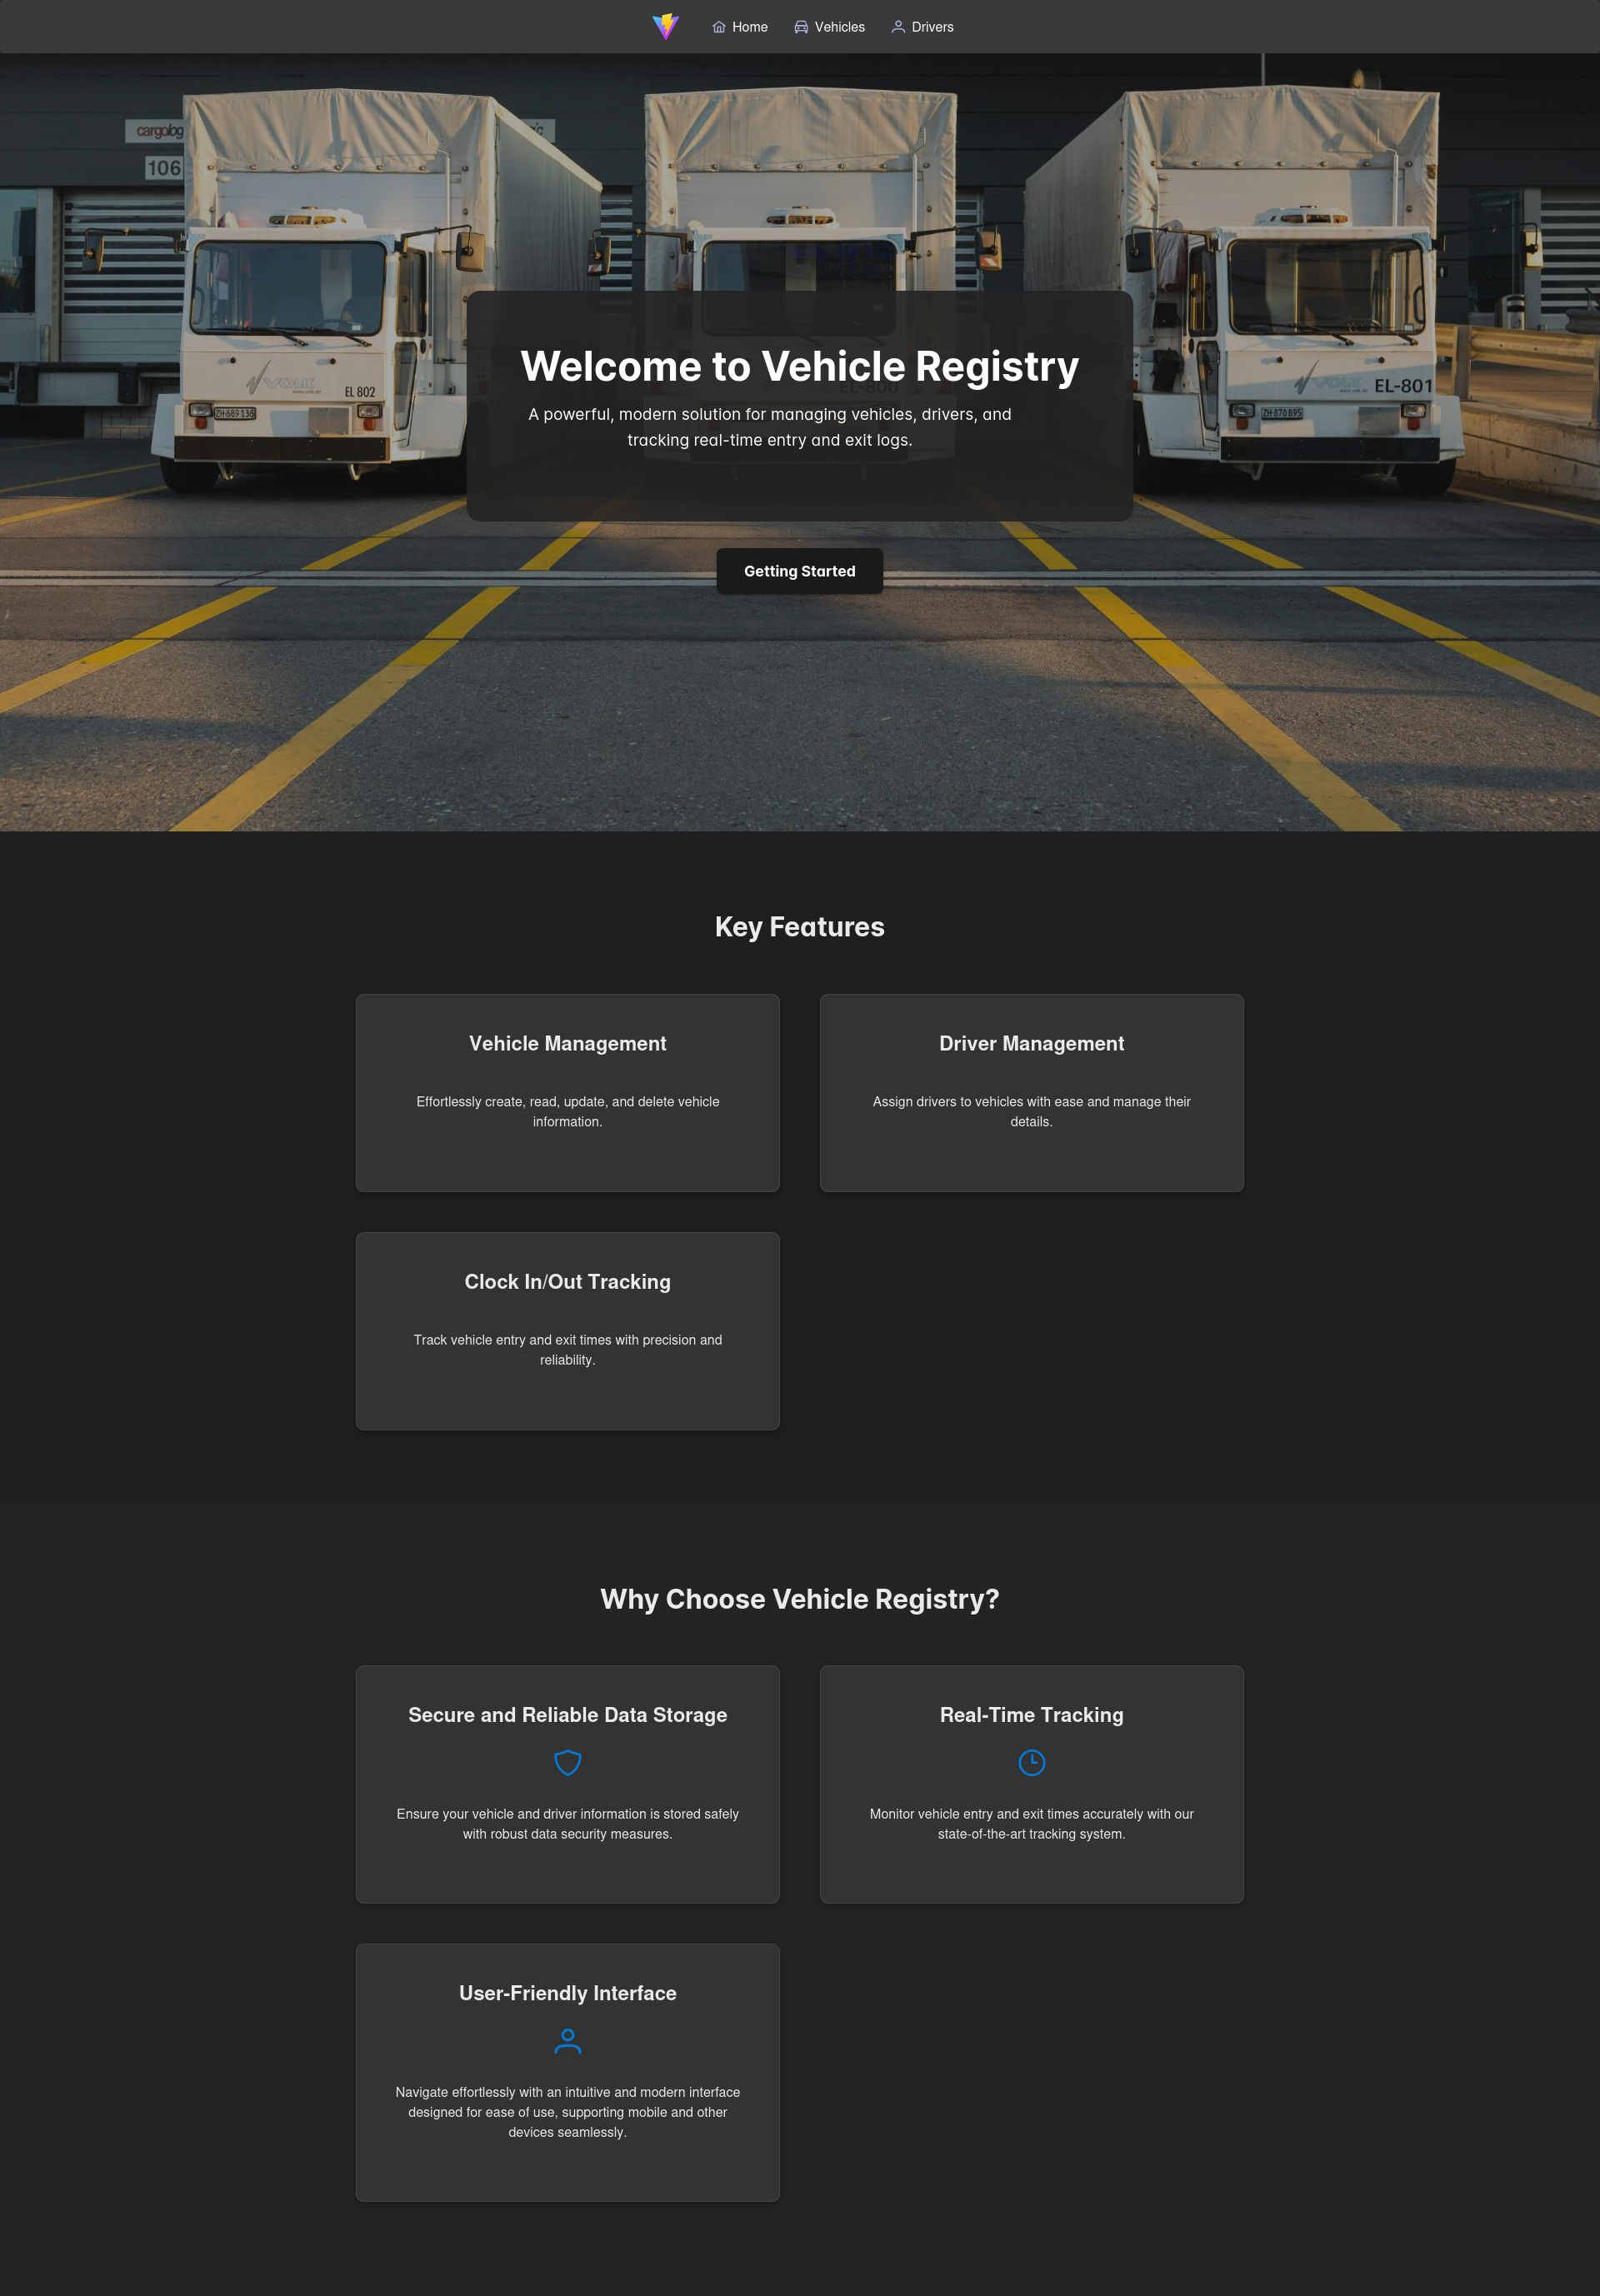 Home
Vehicles
Drivers
cargolog
106
EL 802
ZH·689136
EL-800
EL-801
ZH·870895
VOLK
VOLK
Welcome to Vehicle Registry
A powerful, modern solution for managing vehicles, drivers, and
tracking real-time entry and exit logs.
Getting Started
Key Features
Vehicle Management
Effortlessly create, read, update, and delete vehicle
information.
Driver Management
Assign drivers to vehicles with ease and manage their
details.
Clock In/Out Tracking
Track vehicle entry and exit times with precision and
reliability.
Why Choose Vehicle Registry?
Secure and Reliable Data Storage
Ensure your vehicle and driver information is stored safely
with robust data security measures.
Real-Time Tracking
Monitor vehicle entry and exit times accurately with our
state-of-the-art tracking system.
User-Friendly Interface
Navigate effortlessly with an intuitive and modern interface
designed for ease of use, supporting mobile and other
devices seamlessly.